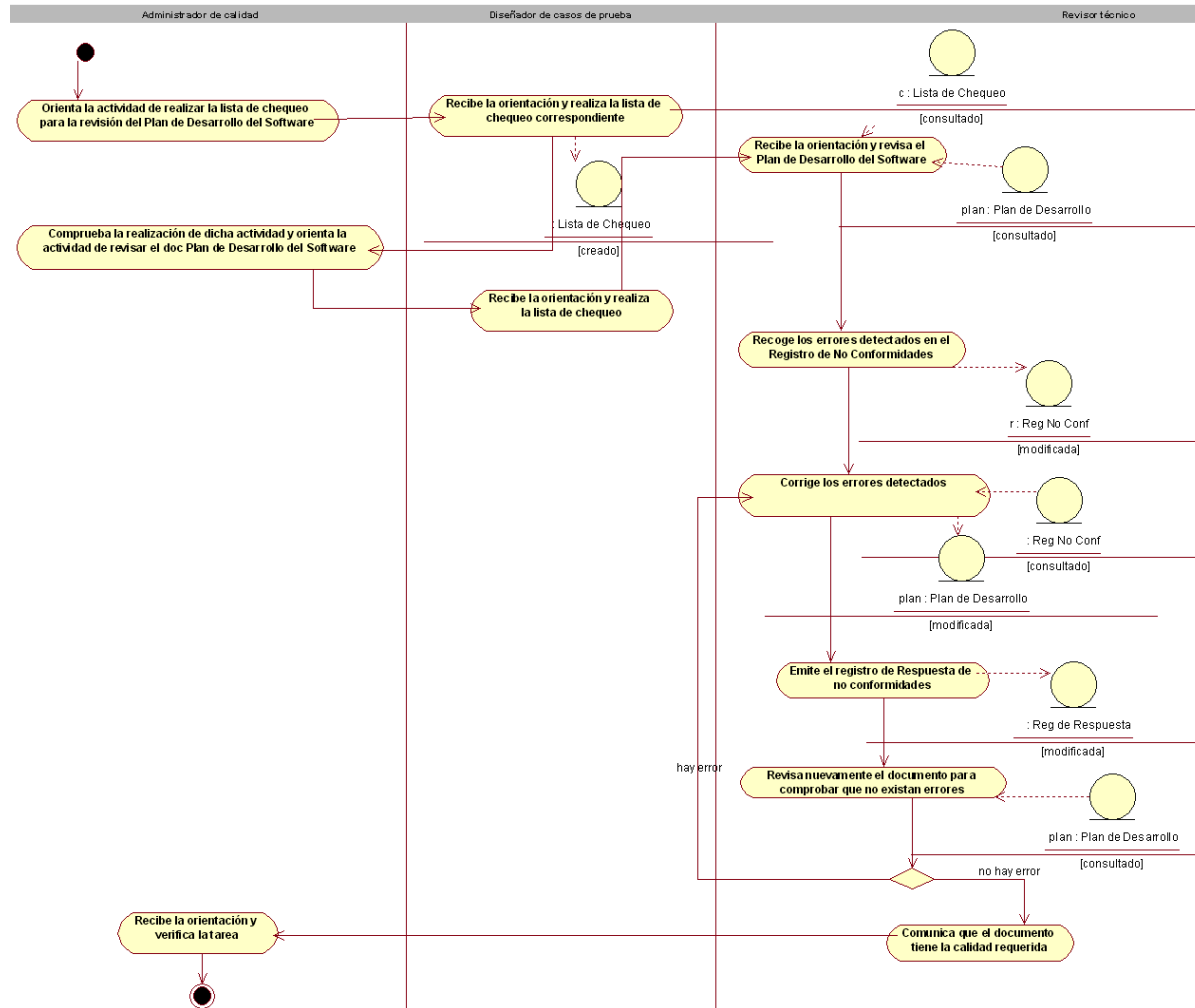 Administrador de calidad
Diseñador de casos de prueba
Revisor técnico
Orienta la actividad de realizar la lista de chequeo
para la revisión del Plan de Desarrollo del Software
Recibe la orientación y realiza la lista de
chequeo correspondiente
c : Lista de Chequeo
[consultado]
Recibe la orientación y revisa el
Plan de Desarrollo del Software
plan : Plan de Desarrollo
[consultado]
: Lista de Chequeo
[creado]
Comprueba la realización de dicha actividad y orienta la
actividad de revisar el doc Plan de Desarrollo del Software
Recibe la orientación y realiza
la lista de chequeo
Recoge los errores detectados en el
Registro de No Conformidades
r : Reg No Conf
[modificada]
Corrige los errores detectados
: Reg No Conf
[consultado]
plan : Plan de Desarrollo
[modificada]
Emite el registro de Respuesta de
no conformidades
: Reg de Respuesta
[modificada]
hay error
Revisa nuevamente el documento para
comprobar que no existan errores
plan : Plan de Desarrollo
[consultado]
no hay error
Recibe la orientación y
verifica la tarea
Comunica que el documento
tiene la calidad requerida